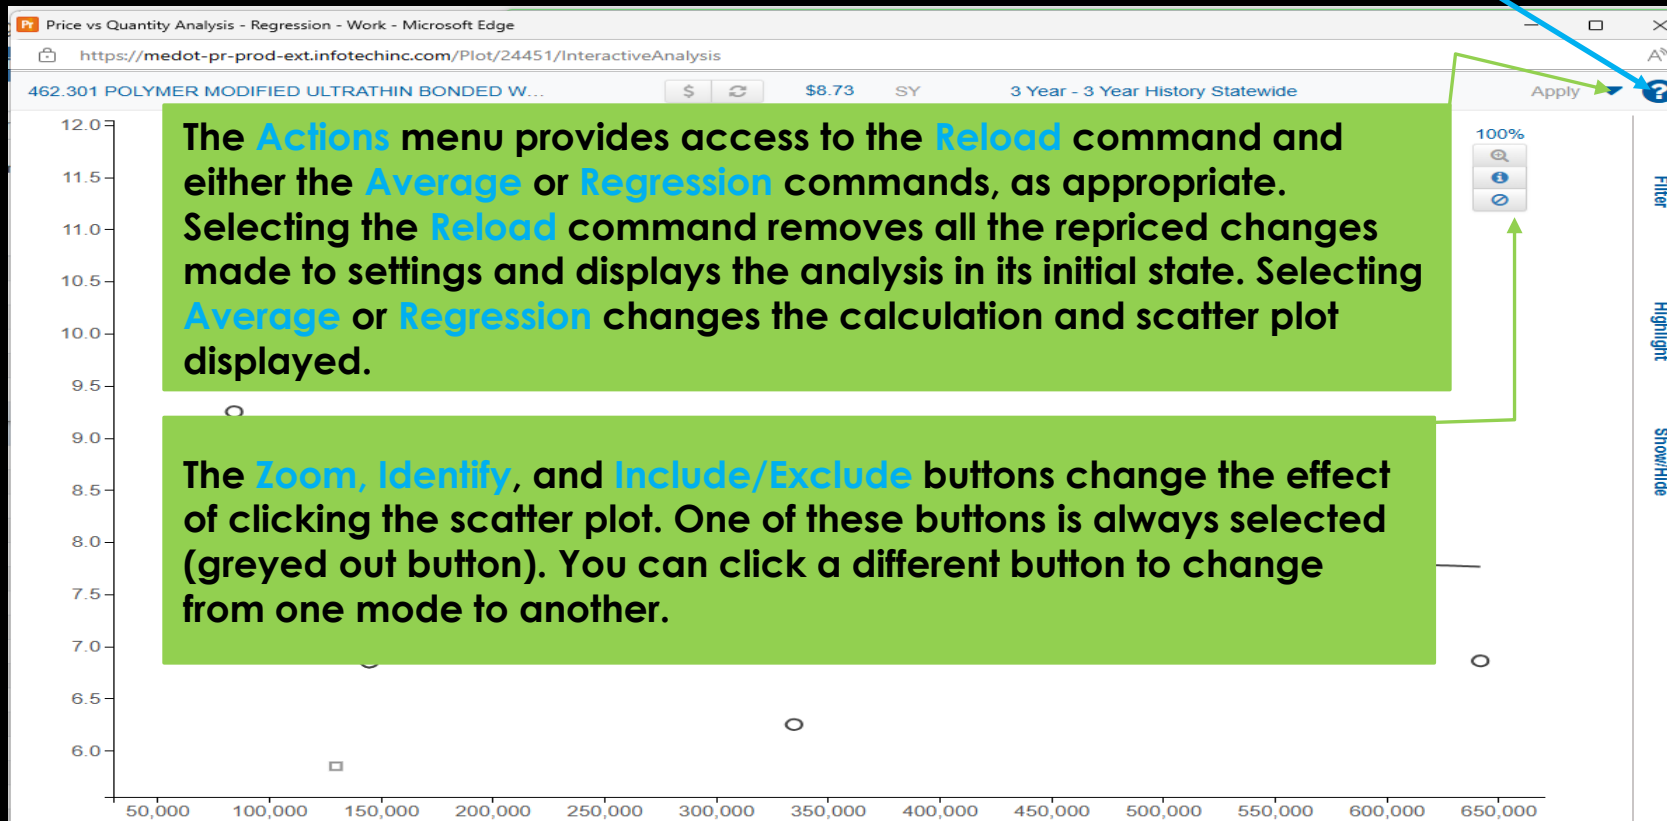 Pr Price vs Quantity Analysis - Regression - Work - Microsoft Edge
https://medot-pr-prod-ext.infotechinc.com/Plot/24451/InteractiveAnalysis
462.301 POLYMER MODIFIED ULTRATHIN BONDED W... $ $8.73 SY 3 Year - 3 Year History Statewide Apply ?
12.0
11.5
11.0
10.5
10.0
9.5
9.0
8.5
8.0
7.5
7.0
6.5
6.0
The Actions menu provides access to the Reload command and
either the Average or Regression commands, as appropriate.
Selecting the Reload command removes all the repriced changes
made to settings and displays the analysis in its initial state. Selecting
Average or Regression changes the calculation and scatter plot
displayed.
The Zoom, Identify, and Include/Exclude buttons change the effect
of clicking the scatter plot. One of these buttons is always selected
(greyed out button). You can click a different button to change
from one mode to another.
100%
Filter
Highlight
Show/Hide
50,000 100,000 150,000 200,000 250,000 300,000 350,000 400,000 450,000 500,000 550,000 600,000 650,000